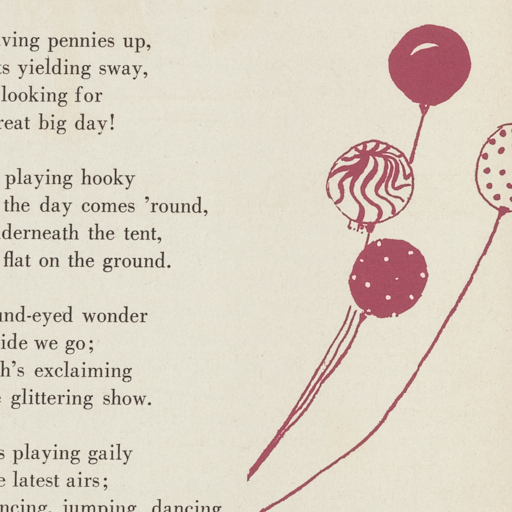 ving pennies up,
s yielding sway,
looking for
reat big day!
playing hooky
the day comes ’round,
derneath the tent,
flat on the ground.
und-eyed wonder
ide we go;
h’s exclaiming
glittering show.
s playing gaily
e latest airs;
ncing, jumping, dancing